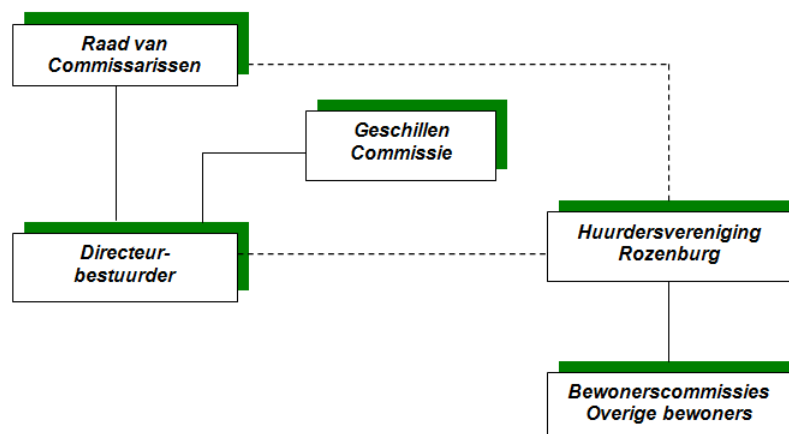 Raad van
Commissarissen
Geschillen
Commissie
Huurdersvereniging
Rozenburg
Directeur-
bestuurder
Bewonerscommissies
Overige bewoners